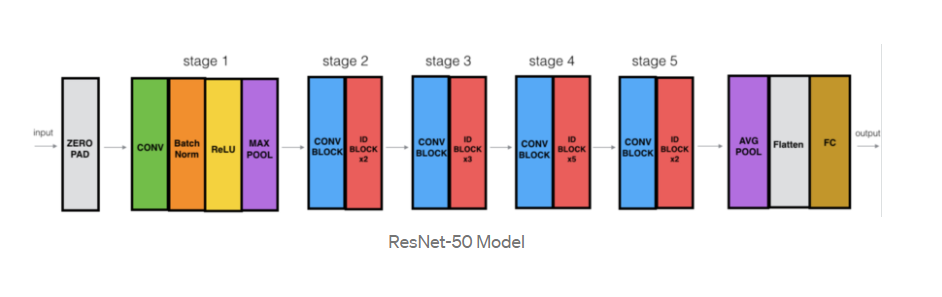 stage 1
stage 2
stage 3
stage 4
stage 5
input
ZERO
PAD
CONV
Batch
Norm
ReLU
MAX
POOL
CONV
BLOCK
ID
BLOCK
x2
CONV
BLOCK
ID
BLOCK
x3
CONV
BLOCK
ID
BLOCK
x5
CONV
BLOCK
ID
BLOCK
x2
AVG
POOL
Flatten
FC
output
ResNet-50 Model